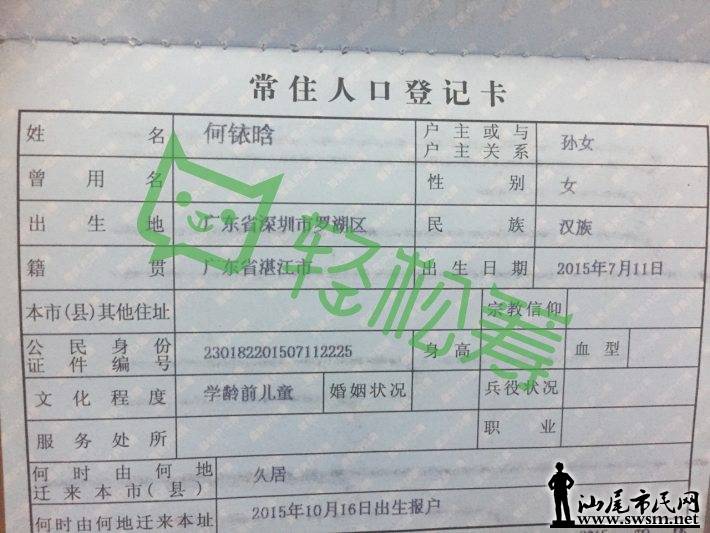 常住人口登记卡
姓名 何铱晗 户主或与户主关系 孙女
曾用名 性别 女
出生地 广东省深圳市罗湖区 民族 汉族
籍贯 广东省湛江市 出生日期 2015年7月11日
本市(县)其他住址 宗教信仰
公民身份证件编号 230182201507112225 身高 血型
文化程度 学龄前儿童 婚姻状况 兵役状况
服务处所 职业
何时由何地迁来本市(县) 久居
何时由何地迁来本址 2015年10月16日出生报户
轻松筹
汕尾市民网
www.swsm.net